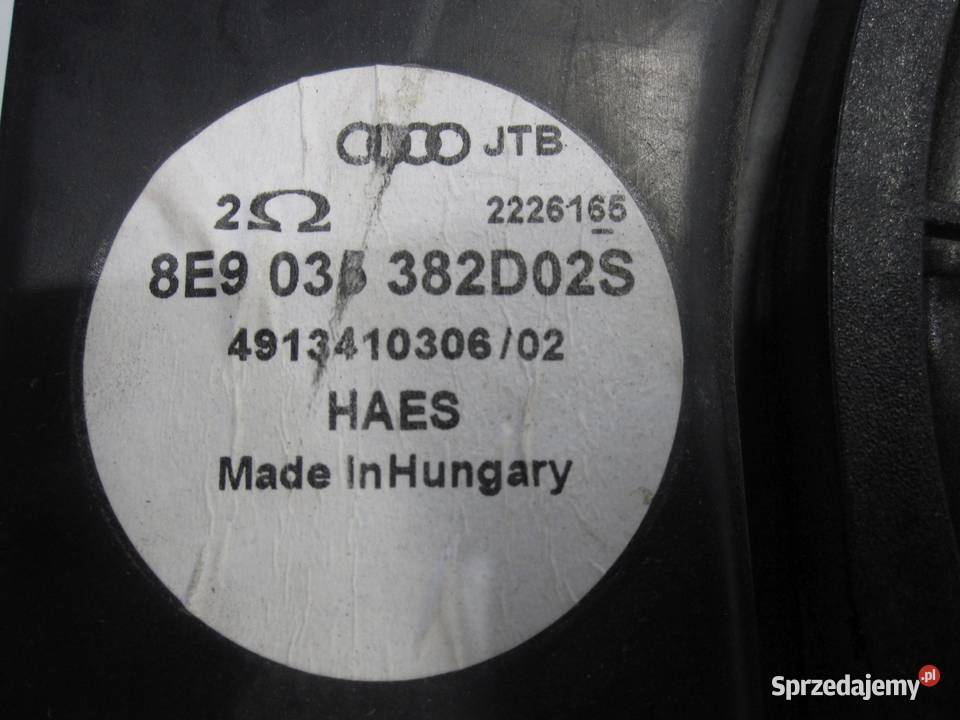 JTB
2Ω 2226165
8E9 035 382D02S
4913410306/02
HAES
Made In Hungary
Sprzedajemy.pl